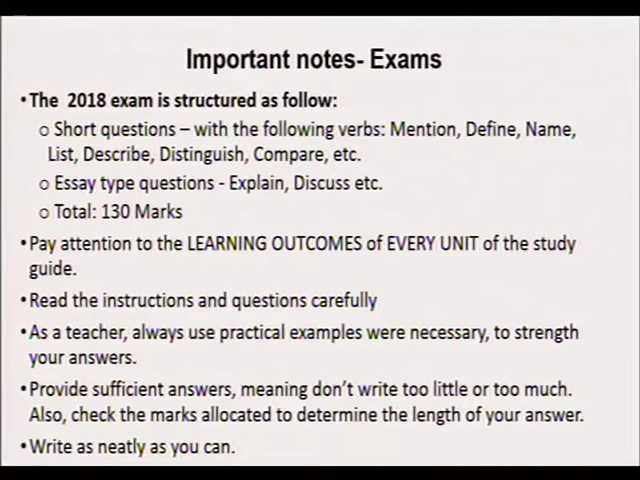 Important notes- Exams
•The 2018 exam is structured as follow:
o Short questions – with the following verbs: Mention, Define, Name,
List, Describe, Distinguish, Compare, etc.
o Essay type questions - Explain, Discuss etc.
o Total: 130 Marks
•Pay attention to the LEARNING OUTCOMES of EVERY UNIT of the study
guide.
•Read the instructions and questions carefully
•As a teacher, always use practical examples were necessary, to strength
your answers.
•Provide sufficient answers, meaning don't write too little or too much.
Also, check the marks allocated to determine the length of your answer.
•Write as neatly as you can.